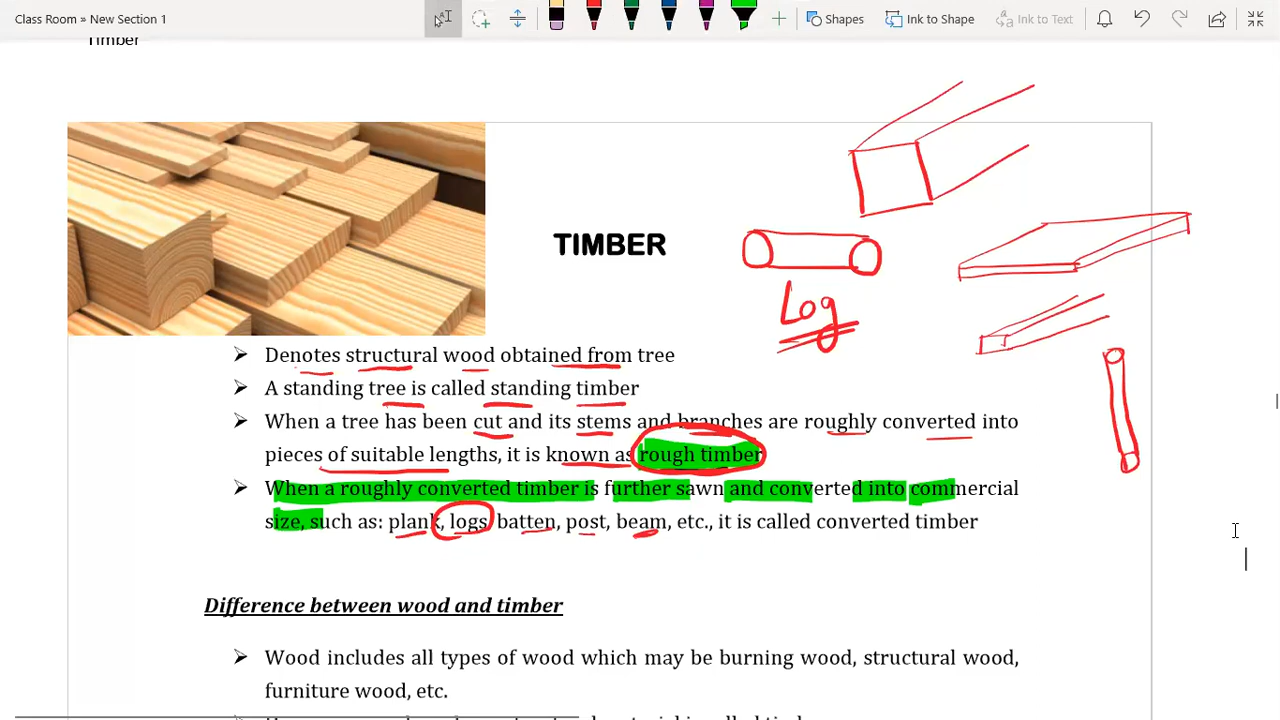 Class Room » New Section 1
Shapes
Ink to Shape
Ink to Text
Timber
TIMBER
Log
➢ Denotes structural wood obtained from tree
➢ A standing tree is called standing timber
➢ When a tree has been cut and its stems and branches are roughly converted into
pieces of suitable lengths, it is known as rough timber
➢ When a roughly converted timber is further sawn and converted into commercial
size, such as: plank, logs, batten, post, beam, etc., it is called converted timber
Difference between wood and timber
➢ Wood includes all types of wood which may be burning wood, structural wood,
furniture wood, etc.